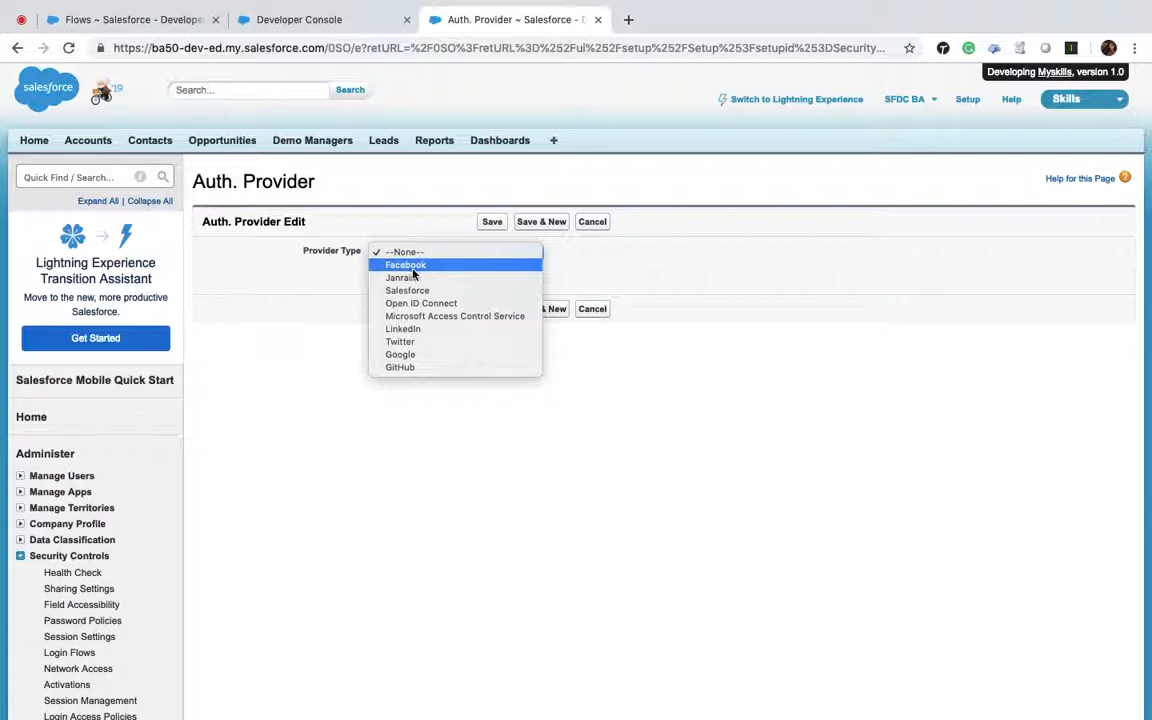 Flows ~ Salesforce - Develope
Developer Console
Auth. Provider ~ Salesforce - D
https://ba50-dev-ed.my.salesforce.com/0SO/e?retURL=%2F0SO%3FretURL%3D%252Fui%252Fsetup%252FSetup%253Fsetupid%253DSecurity...
Developing Myskills, version 1.0
salesforce
'19
Search...
Search
Switch to Lightning Experience
SFDC BA
Setup
Help
Skills
Home
Accounts
Contacts
Opportunities
Demo Managers
Leads
Reports
Dashboards
+
Quick Find / Search...
Expand All | Collapse All
Lightning Experience
Transition Assistant
Move to the new, more productive
Salesforce.
Get Started
Salesforce Mobile Quick Start
Home
Administer
Manage Users
Manage Apps
Manage Territories
Company Profile
Data Classification
Security Controls
Health Check
Sharing Settings
Field Accessibility
Password Policies
Session Settings
Login Flows
Network Access
Activations
Session Management
Login Access Policies
Auth. Provider
Help for this Page
Auth. Provider Edit
Save
Save & New
Cancel
Provider Type
--None--
Facebook
Janrain
Salesforce
Open ID Connect
Microsoft Access Control Service
LinkedIn
Twitter
Google
GitHub
& New
Cancel